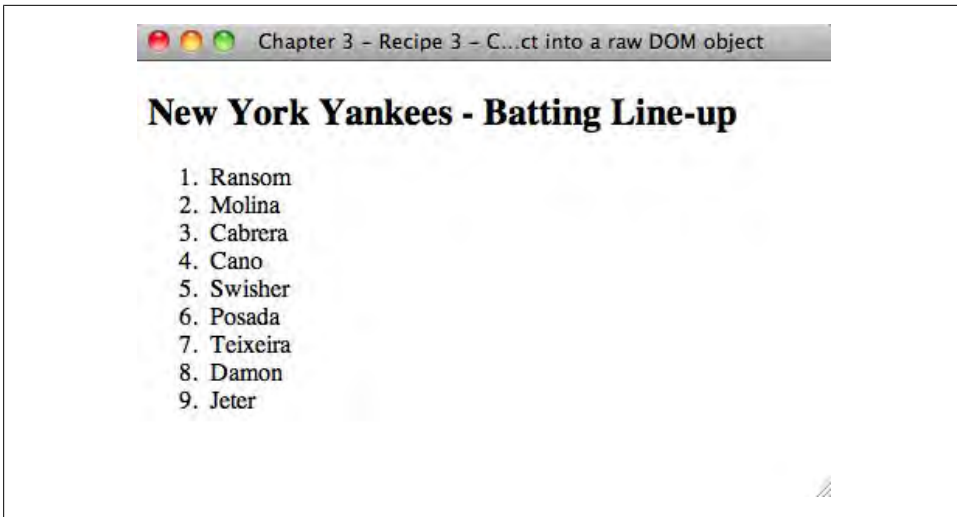 Chapter 3 – Recipe 3 – C...ct into a raw DOM object
New York Yankees - Batting Line-up
1. Ransom
2. Molina
3. Cabrera
4. Cano
5. Swisher
6. Posada
7. Teixeira
8. Damon
9. Jeter